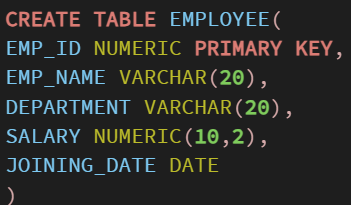 CREATE TABLE EMPLOYEE(
EMP_ID NUMERIC PRIMARY KEY,
EMP_NAME VARCHAR(20),
DEPARTMENT VARCHAR(20),
SALARY NUMERIC(10,2),
JOINING_DATE DATE
)